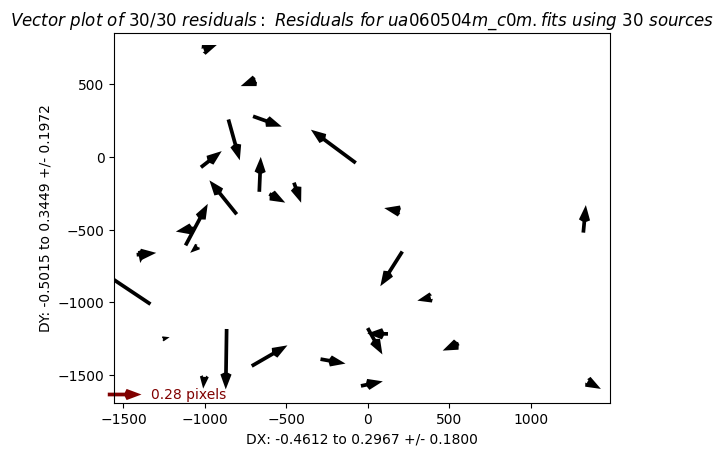 Vector plot of 30/30 residuals: Residuals for ua060504m_c0m.fits using 30 sources
500
0
−500
−1000
−1500
DY: -0.5015 to 0.3449 +/- 0.1972
0.28 pixels
−1500 −1000 −500 0 500 1000
DX: -0.4612 to 0.2967 +/- 0.1800